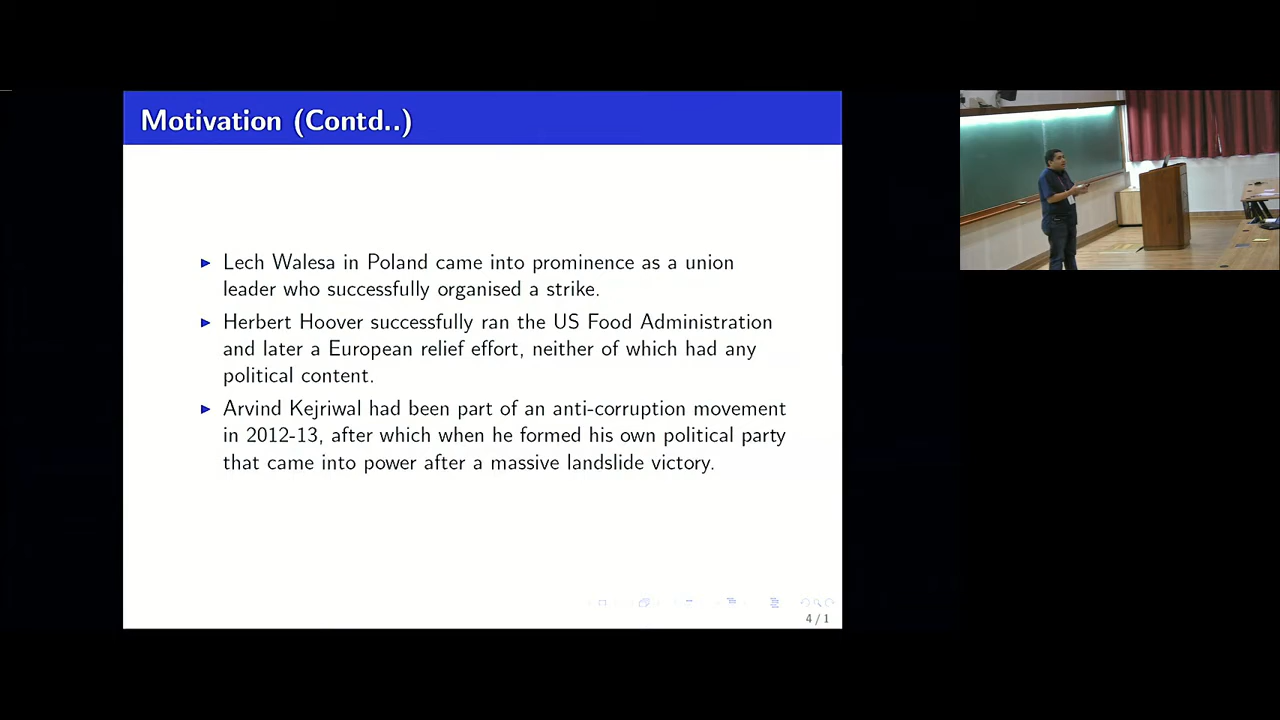 Motivation (Contd..)
Lech Walesa in Poland came into prominence as a union
leader who successfully organised a strike.
Herbert Hoover successfully ran the US Food Administration
and later a European relief effort, neither of which had any
political content.
Arvind Kejriwal had been part of an anti-corruption movement
in 2012-13, after which when he formed his own political party
that came into power after a massive landslide victory.
4 / 1